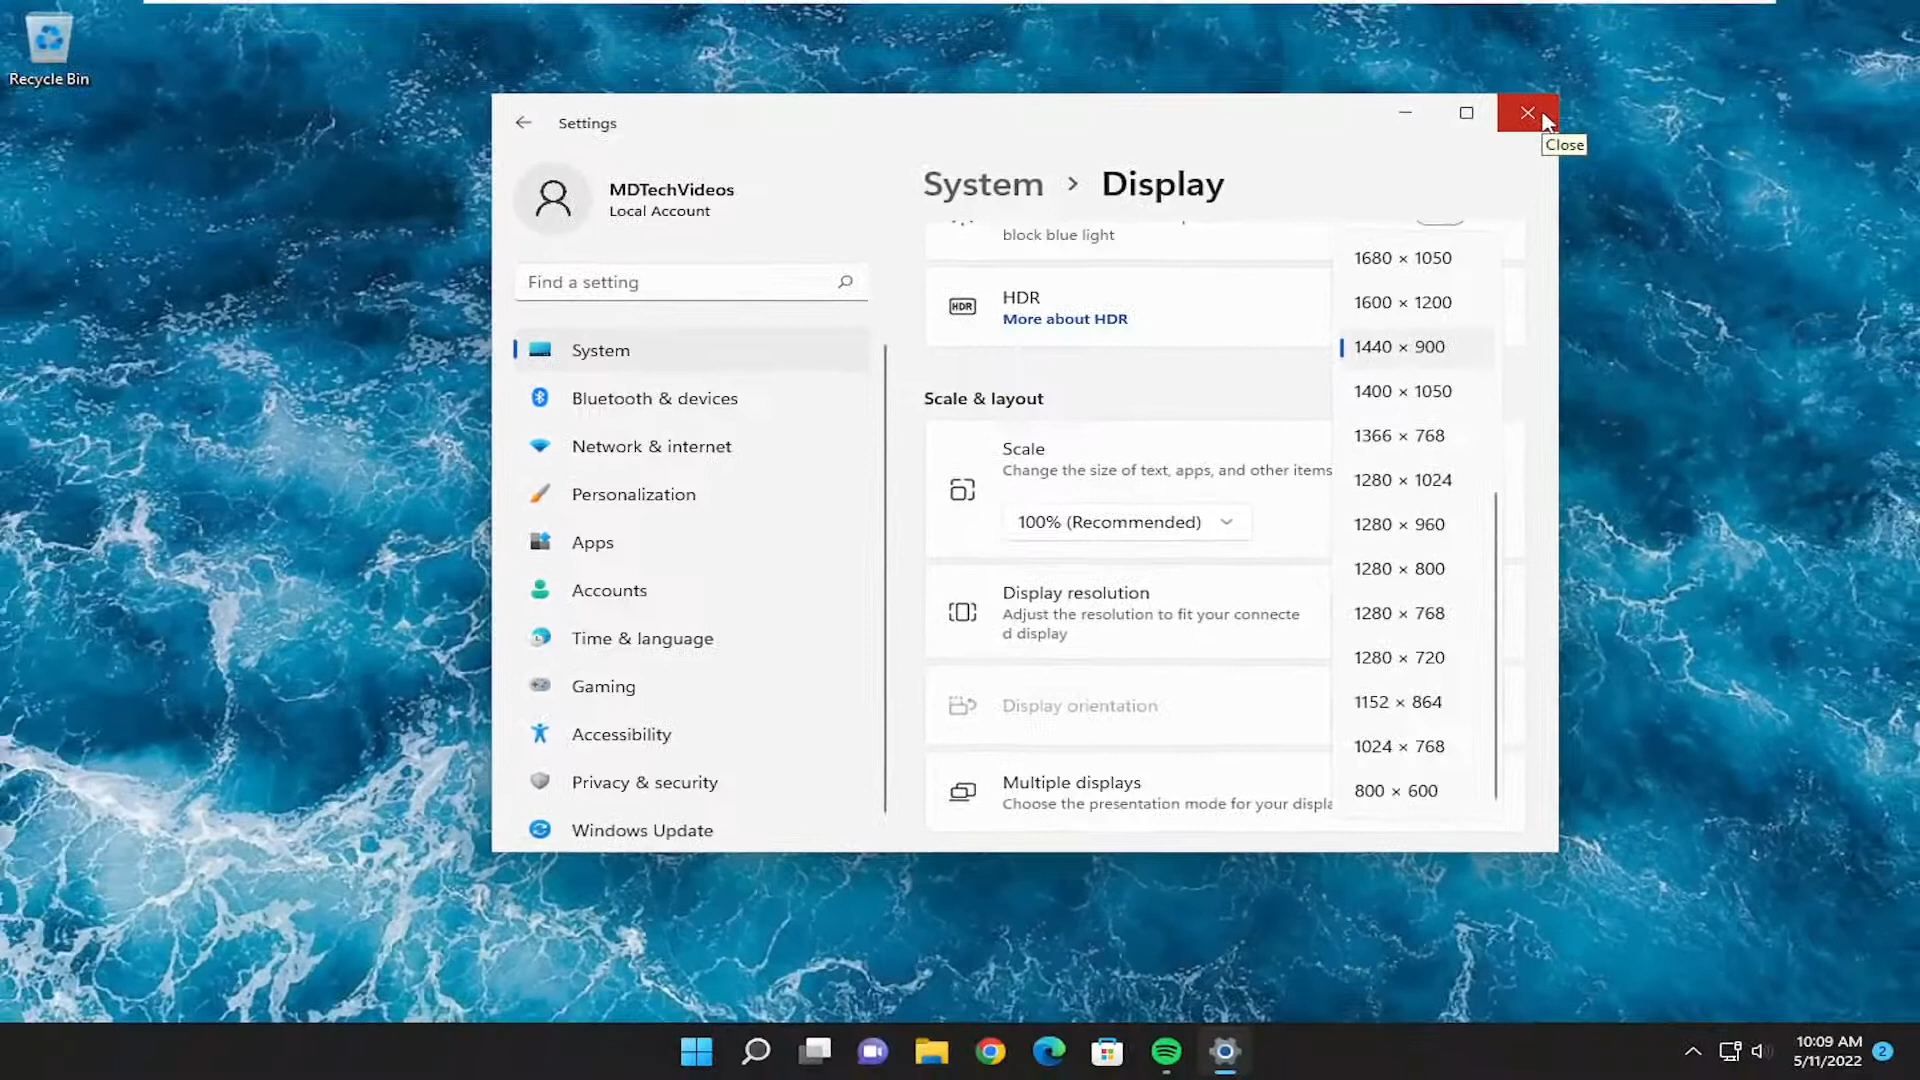 Recycle Bin
Settings
Close
MDTechVideos
Local Account
Find a setting
System
Bluetooth & devices
Network & internet
Personalization
Apps
Accounts
Time & language
Gaming
Accessibility
Privacy & security
Windows Update
System > Display
block blue light
HDR
HDR
More about HDR
Scale & layout
Scale
Change the size of text, apps, and other items
100% (Recommended)
Display resolution
Adjust the resolution to fit your connecte
d display
Display orientation
Multiple displays
Choose the presentation mode for your displa
1680 × 1050
1600 × 1200
1440 × 900
1400 × 1050
1366 × 768
1280 × 1024
1280 × 960
1280 × 800
1280 × 768
1280 × 720
1152 × 864
1024 × 768
800 × 600
10:09 AM
5/11/2022
2